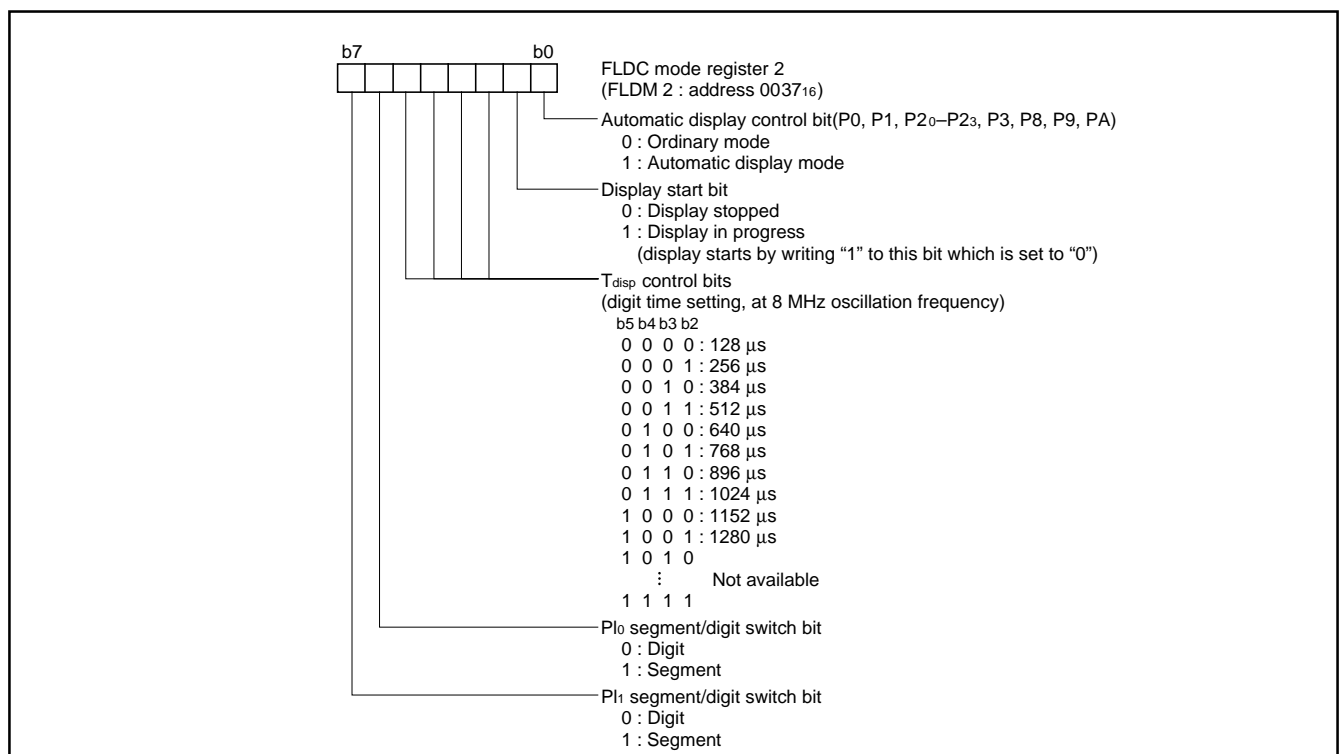 b7 b0
FLDC mode register 2
(FLDM 2 : address 003716)
Automatic display control bit(P0, P1, P20–P23, P3, P8, P9, PA)
0 : Ordinary mode
1 : Automatic display mode
Display start bit
0 : Display stopped
1 : Display in progress
(display starts by writing “1” to this bit which is set to “0”)
Tdisp control bits
(digit time setting, at 8 MHz oscillation frequency)
b5 b4 b3 b2
0 0 0 0 : 128 µs
0 0 0 1 : 256 µs
0 0 1 0 : 384 µs
0 0 1 1 : 512 µs
0 1 0 0 : 640 µs
0 1 0 1 : 768 µs
0 1 1 0 : 896 µs
0 1 1 1 : 1024 µs
1 0 0 0 : 1152 µs
1 0 0 1 : 1280 µs
1 0 1 0
⋮ Not available
1 1 1 1
PI0 segment/digit switch bit
0 : Digit
1 : Segment
PI1 segment/digit switch bit
0 : Digit
1 : Segment